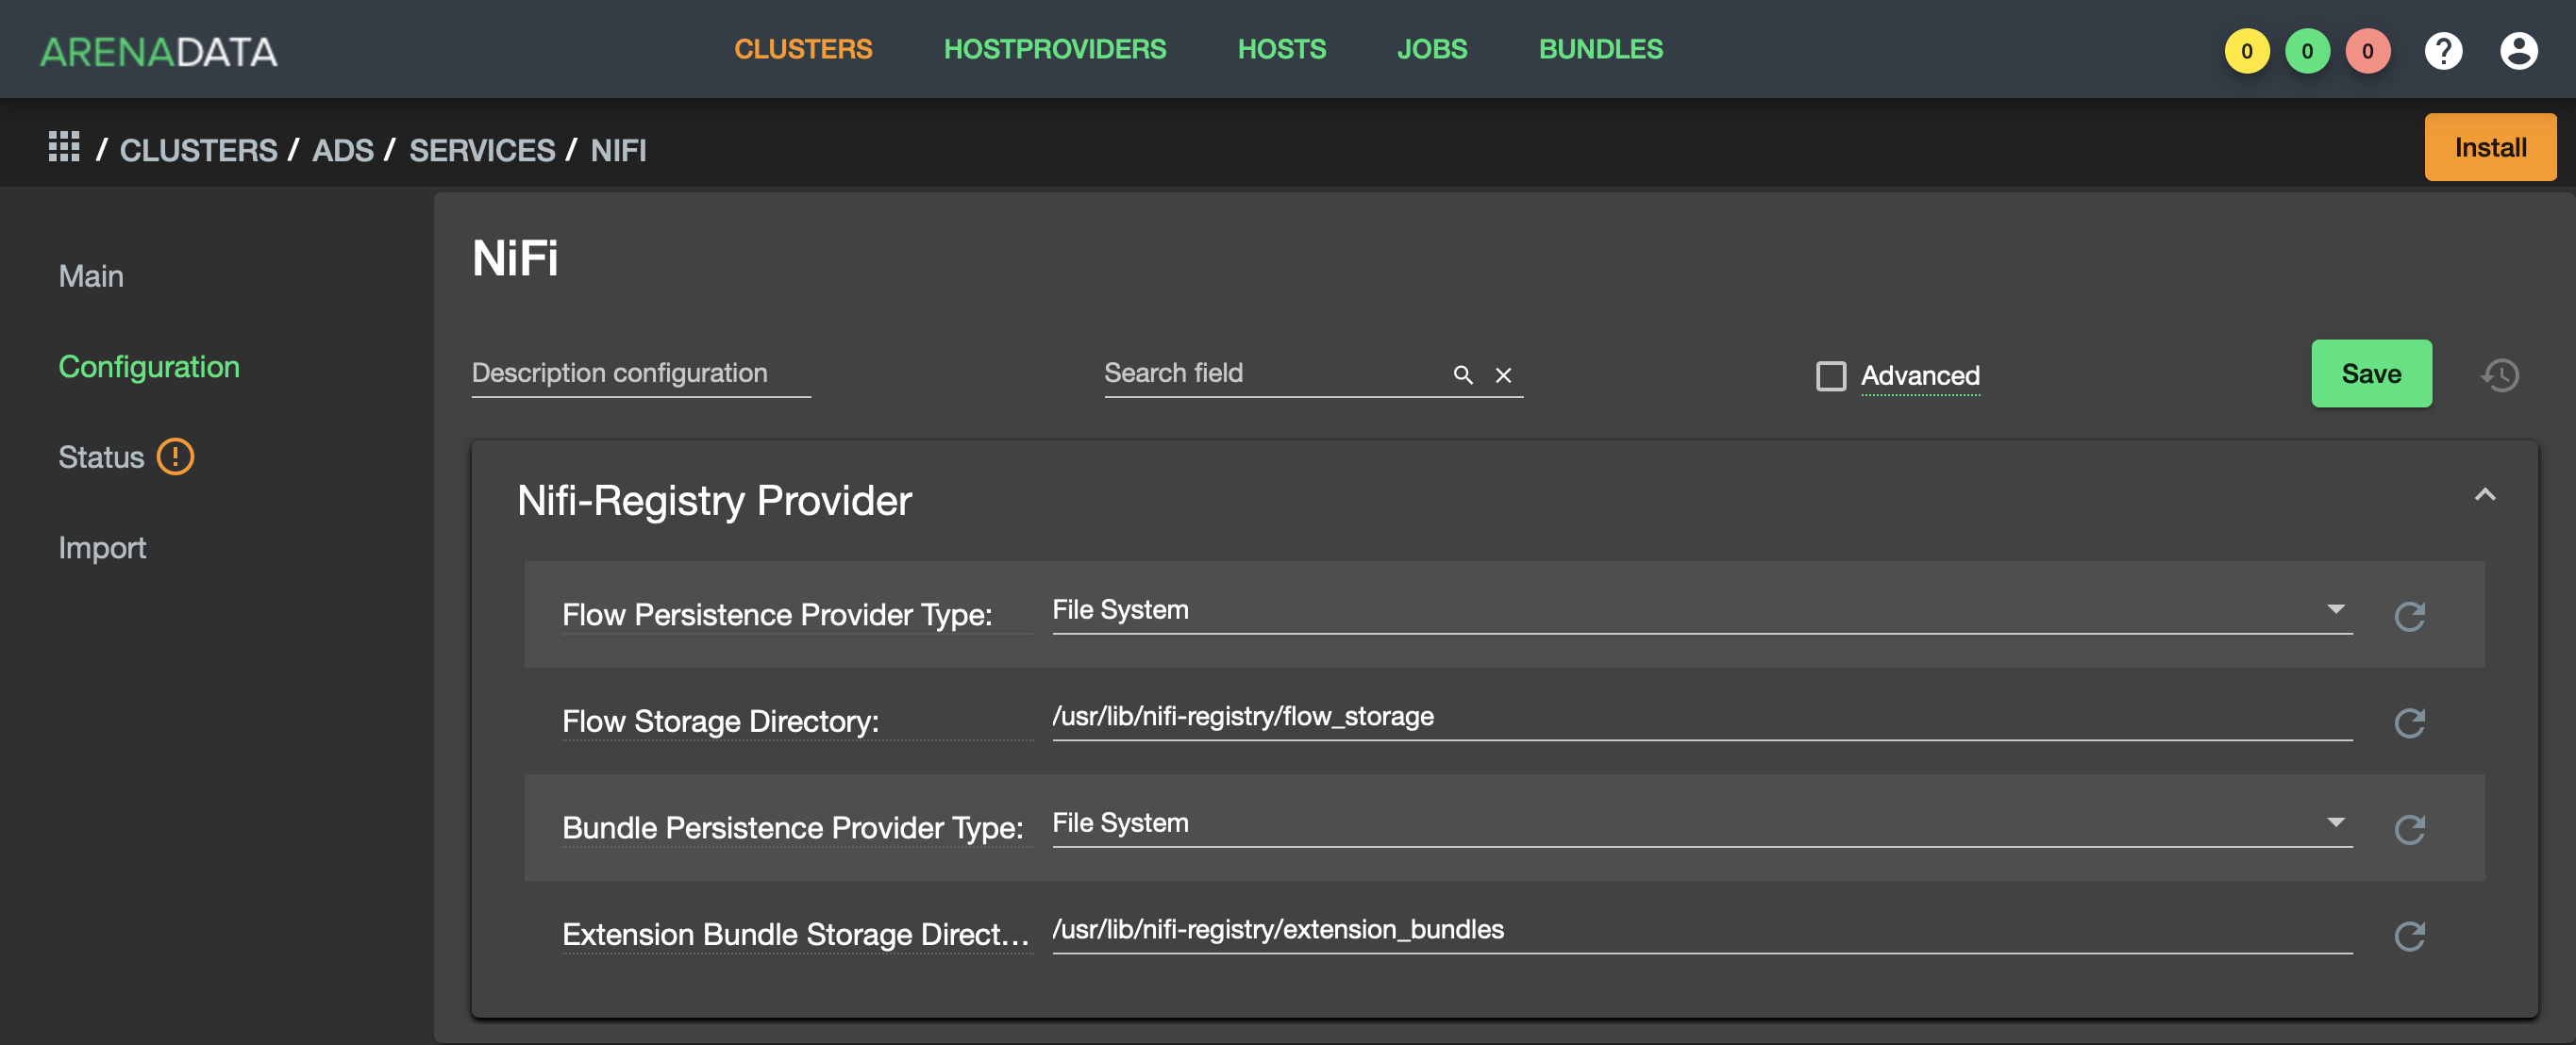 ARENADATA CLUSTERS HOSTPROVIDERS HOSTS JOBS BUNDLES 0 0 0 ?
/ CLUSTERS / ADS / SERVICES / NIFI Install
NiFi
Main
Configuration
Status !
Import
Description configuration Search field Advanced Save
Nifi-Registry Provider
Flow Persistence Provider Type: File System
Flow Storage Directory: /usr/lib/nifi-registry/flow_storage
Bundle Persistence Provider Type: File System
Extension Bundle Storage Direct... /usr/lib/nifi-registry/extension_bundles